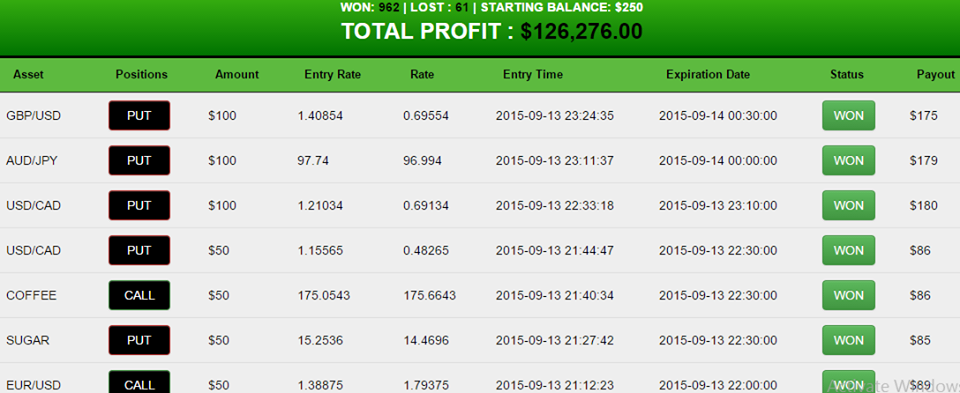 WON: 962 | LOST : 61 | STARTING BALANCE: $250
TOTAL PROFIT : $126,276.00
Asset Positions Amount Entry Rate Rate Entry Time Expiration Date Status Payout
GBP/USD PUT $100 1.40854 0.69554 2015-09-13 23:24:35 2015-09-14 00:30:00 WON $175
AUD/JPY PUT $100 97.74 96.994 2015-09-13 23:11:37 2015-09-14 00:00:00 WON $179
USD/CAD PUT $100 1.21034 0.69134 2015-09-13 22:33:18 2015-09-13 23:10:00 WON $180
USD/CAD PUT $50 1.15565 0.48265 2015-09-13 21:44:47 2015-09-13 22:30:00 WON $86
COFFEE CALL $50 175.0543 175.6643 2015-09-13 21:40:34 2015-09-13 22:30:00 WON $86
SUGAR PUT $50 15.2536 14.4696 2015-09-13 21:27:42 2015-09-13 22:30:00 WON $85
EUR/USD CALL $50 1.38875 1.79375 2015-09-13 21:12:23 2015-09-13 22:00:00 WON $89
Windows